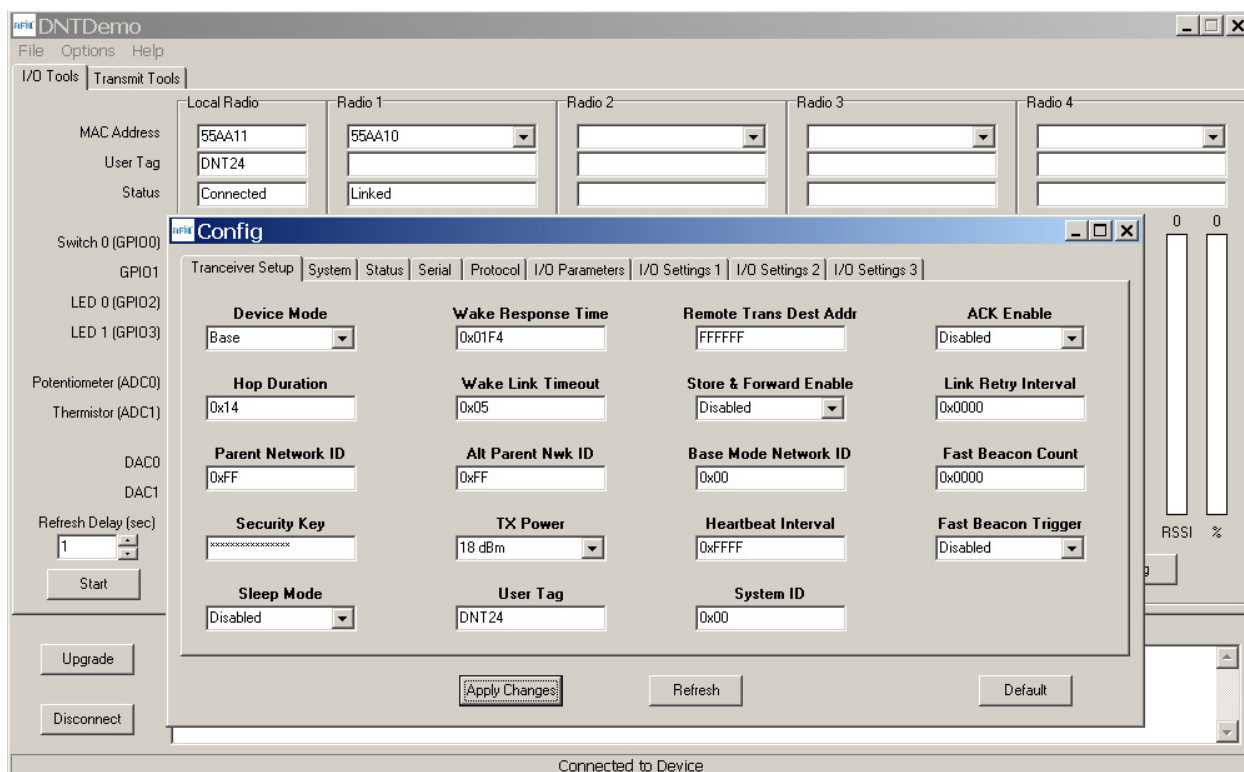 RFM DNTDemo
File Options Help
I/O Tools Transmit Tools
Local Radio Radio 1 Radio 2 Radio 3 Radio 4
MAC Address 55AA11 55AA10
User Tag DNT24
Status Connected Linked
0 0
Switch 0 (GPIO0)
GPIO1
LED 0 (GPIO2)
LED 1 (GPIO3)
Potentiometer (ADC0)
Thermistor (ADC1)
DAC0
DAC1
Refresh Delay (sec)
1
Start
RSSI %
g
Upgrade
Disconnect
RFM Config
Tranceiver Setup System Status Serial Protocol I/O Parameters I/O Settings 1 I/O Settings 2 I/O Settings 3
Device Mode Wake Response Time Remote Trans Dest Addr ACK Enable
Base 0x01F4 FFFFFF Disabled
Hop Duration Wake Link Timeout Store & Forward Enable Link Retry Interval
0x14 0x05 Disabled 0x0000
Parent Network ID Alt Parent Nwk ID Base Mode Network ID Fast Beacon Count
0xFF 0xFF 0x00 0x0000
Security Key TX Power Heartbeat Interval Fast Beacon Trigger
**************** 18 dBm 0xFFFF Disabled
Sleep Mode User Tag System ID
Disabled DNT24 0x00
Apply Changes Refresh Default
Connected to Device